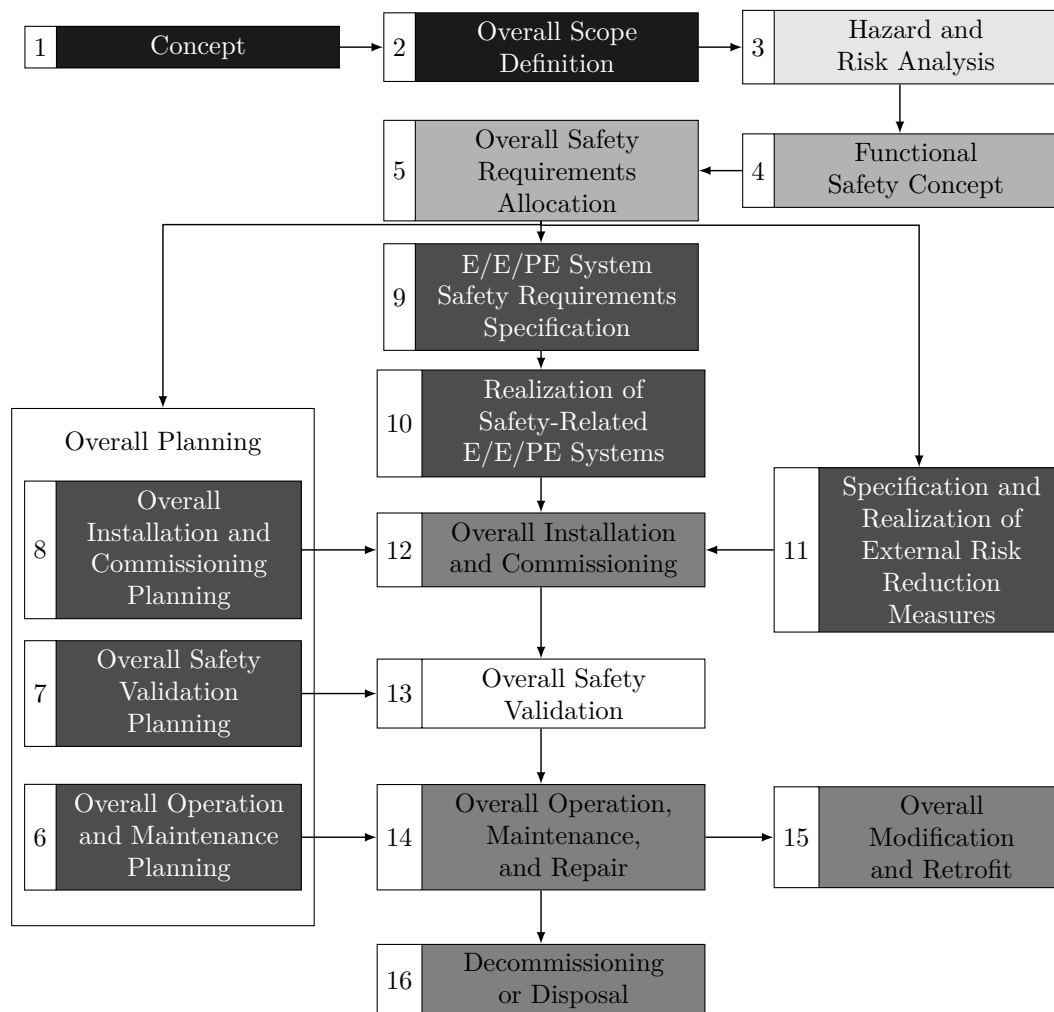 1
Concept
2
Overall Scope
Definition
3
Hazard and
Risk Analysis
4
Functional
Safety Concept
5
Overall Safety
Requirements
Allocation
9
E/E/PE System
Safety Requirements
Specification
10
Realization of
Safety-Related
E/E/PE Systems
Overall Planning
8
Overall
Installation and
Commissioning
Planning
12
Overall Installation
and Commissioning
11
Specification and
Realization of
External Risk
Reduction
Measures
7
Overall Safety
Validation
Planning
13
Overall Safety
Validation
6
Overall Operation
and Maintenance
Planning
14
Overall Operation,
Maintenance,
and Repair
15
Overall
Modification
and Retrofit
16
Decommissioning
or Disposal